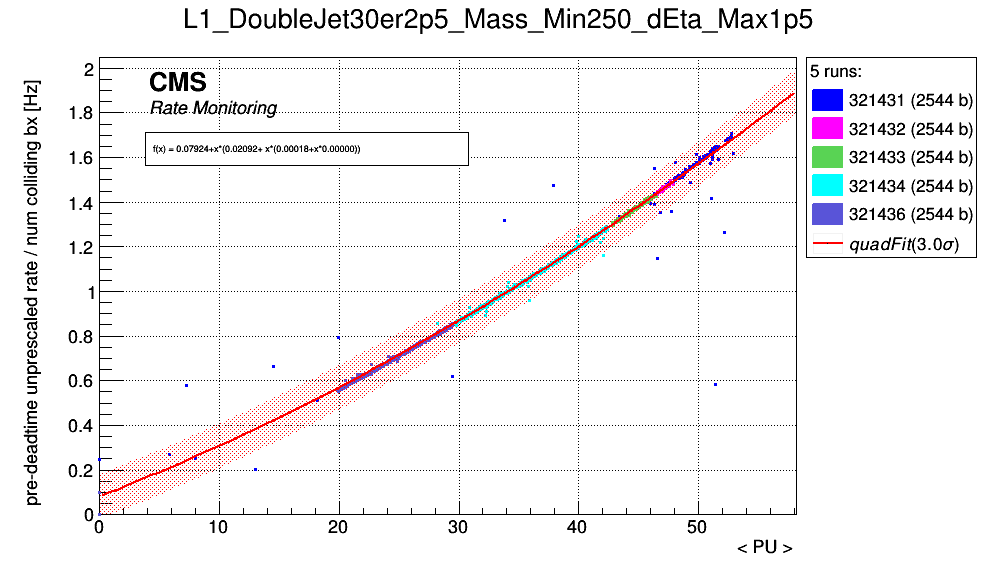 L1_DoubleJet30er2p5_Mass_Min250_dEta_Max1p5
pre-deadtime unprescaled rate / num colliding bx [Hz]
CMS
Rate Monitoring
f(x) = 0.07924+x*(0.02092+ x*(0.00018+x*0.00000))
2
1.8
1.6
1.4
1.2
1
0.8
0.6
0.4
0.2
0
0
10
20
30
40
50
< PU >
5 runs:
321431 (2544 b)
321432 (2544 b)
321433 (2544 b)
321434 (2544 b)
321436 (2544 b)
quadFit(3.0σ)